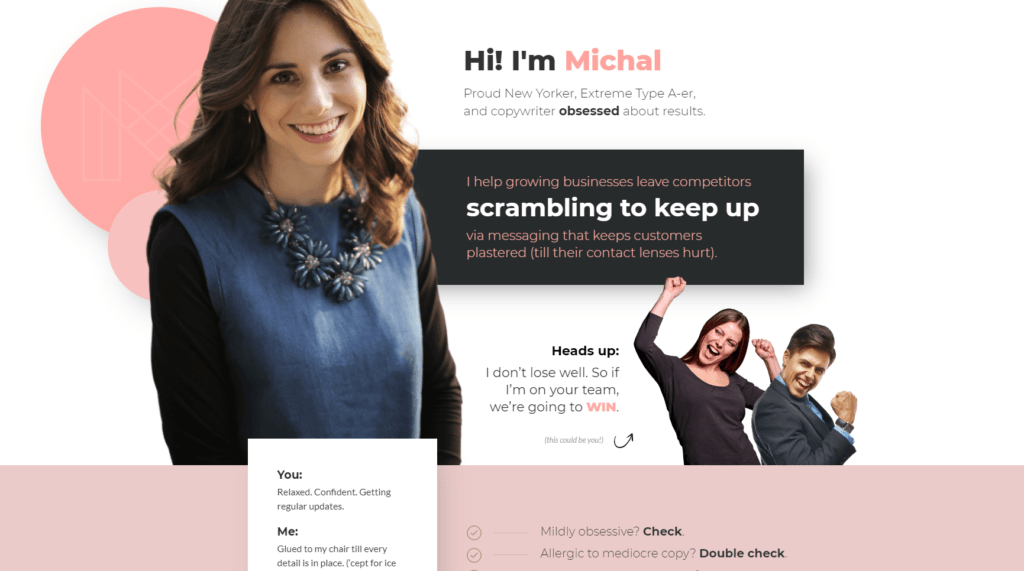 Hi! I'm Michal
Proud New Yorker, Extreme Type A-er,
and copywriter obsessed about results.
I help growing businesses leave competitors
scrambling to keep up
via messaging that keeps customers
plastered (till their contact lenses hurt).
Heads up:
I don't lose well. So if
I'm on your team,
we're going to WIN.
(this could be you!)
You:
Relaxed. Confident. Getting
regular updates.
Me:
Glued to my chair till every
detail is in place. ('cept for ice
Mildly obsessive? Check.
Allergic to mediocre copy? Double check.